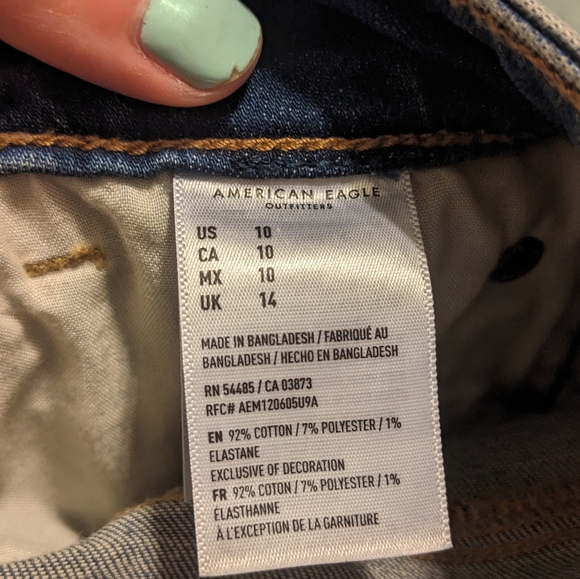 AMERICAN EAGLE
OUTFITTERS
US 10
CA 10
MX 10
UK 14
MADE IN BANGLADESH / FABRIQUÉ AU
BANGLADESH / HECHO EN BANGLADESH
RN 54485 / CA 03873
RFC# AEM120605U9A
EN 92% COTTON / 7% POLYESTER / 1%
ELASTANE
EXCLUSIVE OF DECORATION
FR 92% COTON / 7% POLYESTER / 1%
ÉLASTHANNE
À L'EXCEPTION DE LA GARNITURE